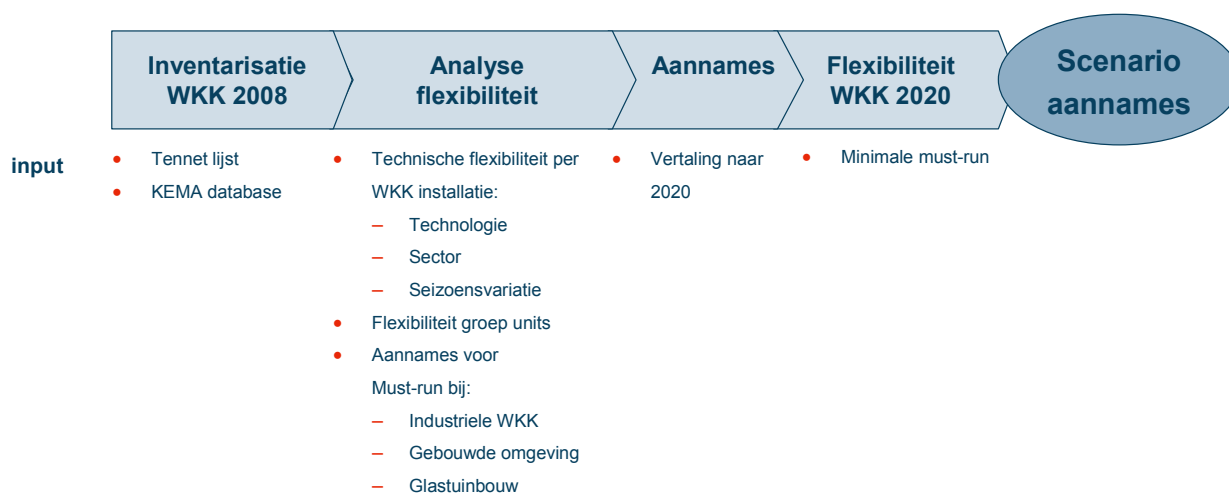 Inventarisatie
WKK 2008
Analyse
flexibiliteit
Aannames
Flexibiliteit
WKK 2020
Scenario
aannames
input
• Tennet lijst
• KEMA database
• Technische flexibiliteit per
WKK installatie:
– Technologie
– Sector
– Seizoensvariatie
• Flexibiliteit groep units
• Aannames voor
Must-run bij:
– Industriele WKK
– Gebouwde omgeving
– Glastuinbouw
• Vertaling naar
2020
• Minimale must-run